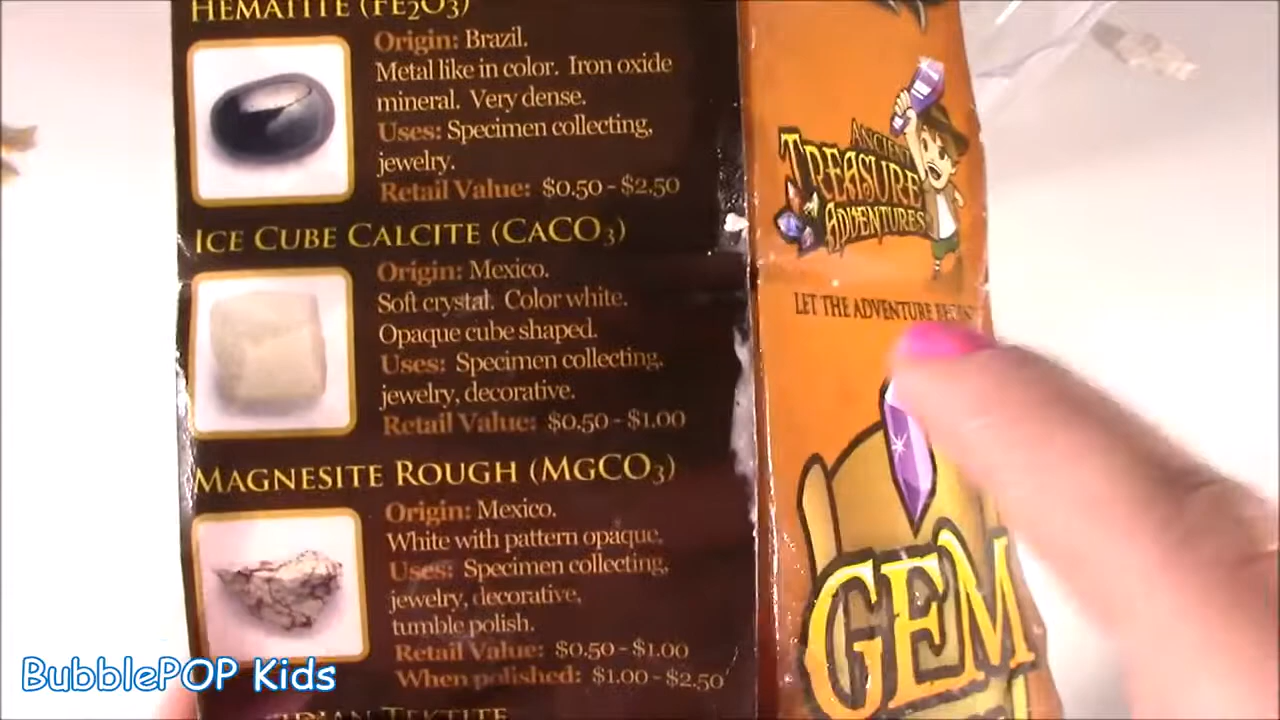 HEMATITE (FE2O3)
Origin: Brazil.
Metal like in color. Iron oxide
mineral. Very dense.
Uses: Specimen collecting,
jewelry.
Retail Value: $0.50 - $2.50
ICE CUBE CALCITE (CACO3)
Origin: Mexico.
Soft crystal. Color white.
Opaque cube shaped.
Uses: Specimen collecting,
jewelry, decorative.
Retail Value: $0.50 - $1.00
MAGNESITE ROUGH (MGCO3)
Origin: Mexico.
White with pattern opaque.
Uses: Specimen collecting,
jewelry, decorative,
tumble polish.
Retail Value: $0.50 - $1.00
When polished: $1.00 - $2.50
TEKTITE
ANCIENT
TREASURE
ADVENTURES
LET THE ADVENTURE
GEM
BubblePOP Kids